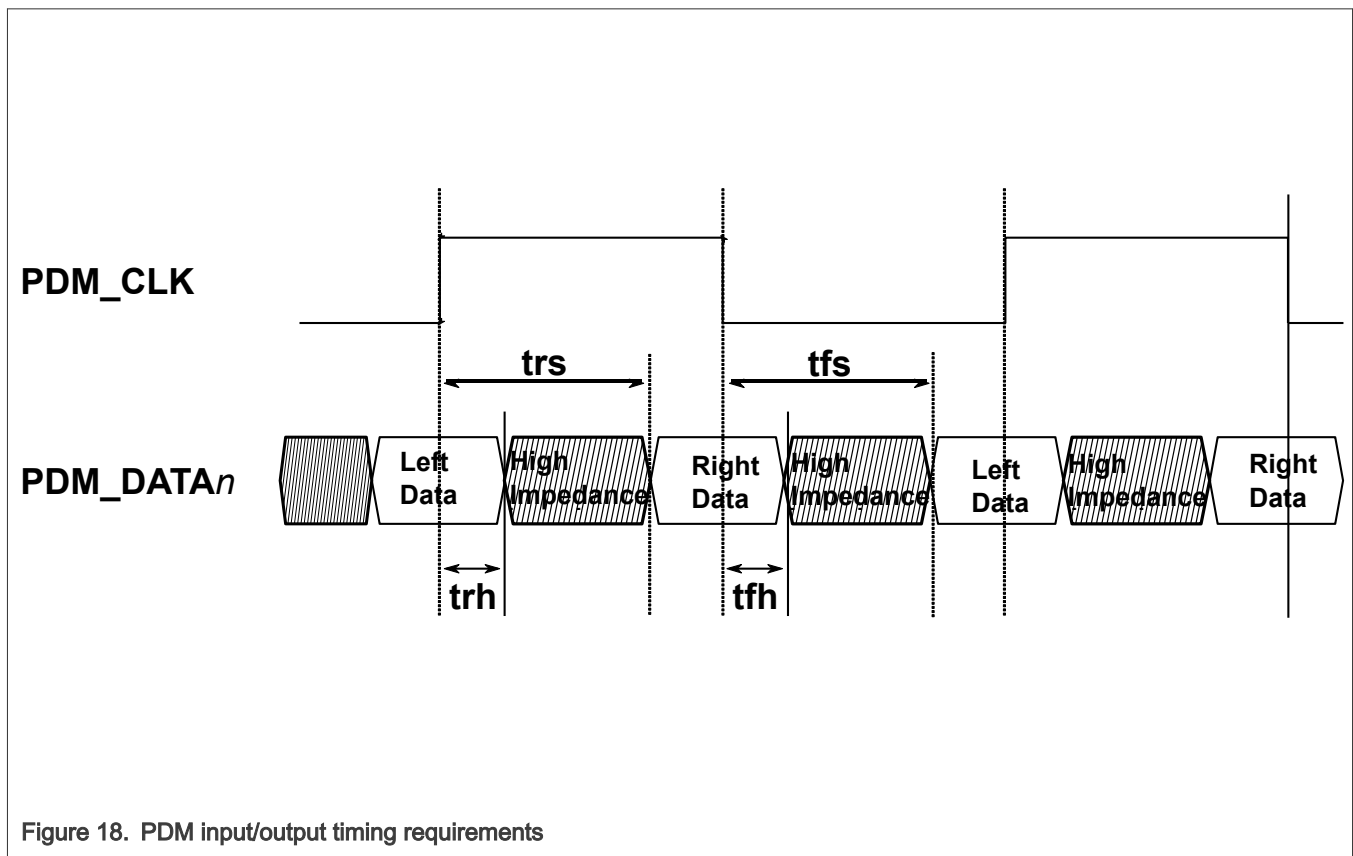 PDM_CLK
trs
tfs
PDM_DATAn
Left
Data
High
Impedance
Right
Data
High
Impedance
Left
Data
High
Impedance
Right
Data
trh
tfh
Figure 18. PDM input/output timing requirements